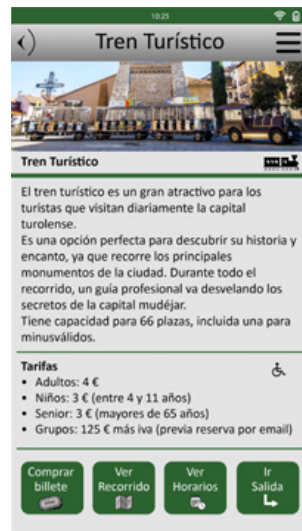 10:25
Tren Turístico
Tren Turístico
El tren turístico es un gran atractivo para los
turistas que visitan diariamente la capital
turolense.
Es una opción perfecta para descubrir su historia y
encanto, ya que recorre los principales
monumentos de la ciudad. Durante todo el
recorrido, un guía profesional va desvelando los
secretos de la capital mudéjar.
Tiene capacidad para 66 plazas, incluida una para
minusválidos.
Tarifas
• Adultos: 4 €
• Niños: 3 € (entre 4 y 11 años)
• Senior: 3 € (mayores de 65 años)
• Grupos: 125 € más iva (previa reserva por email)
Comprar
billete
Ver
Recorrido
Ver
Horarios
Ir
Salida